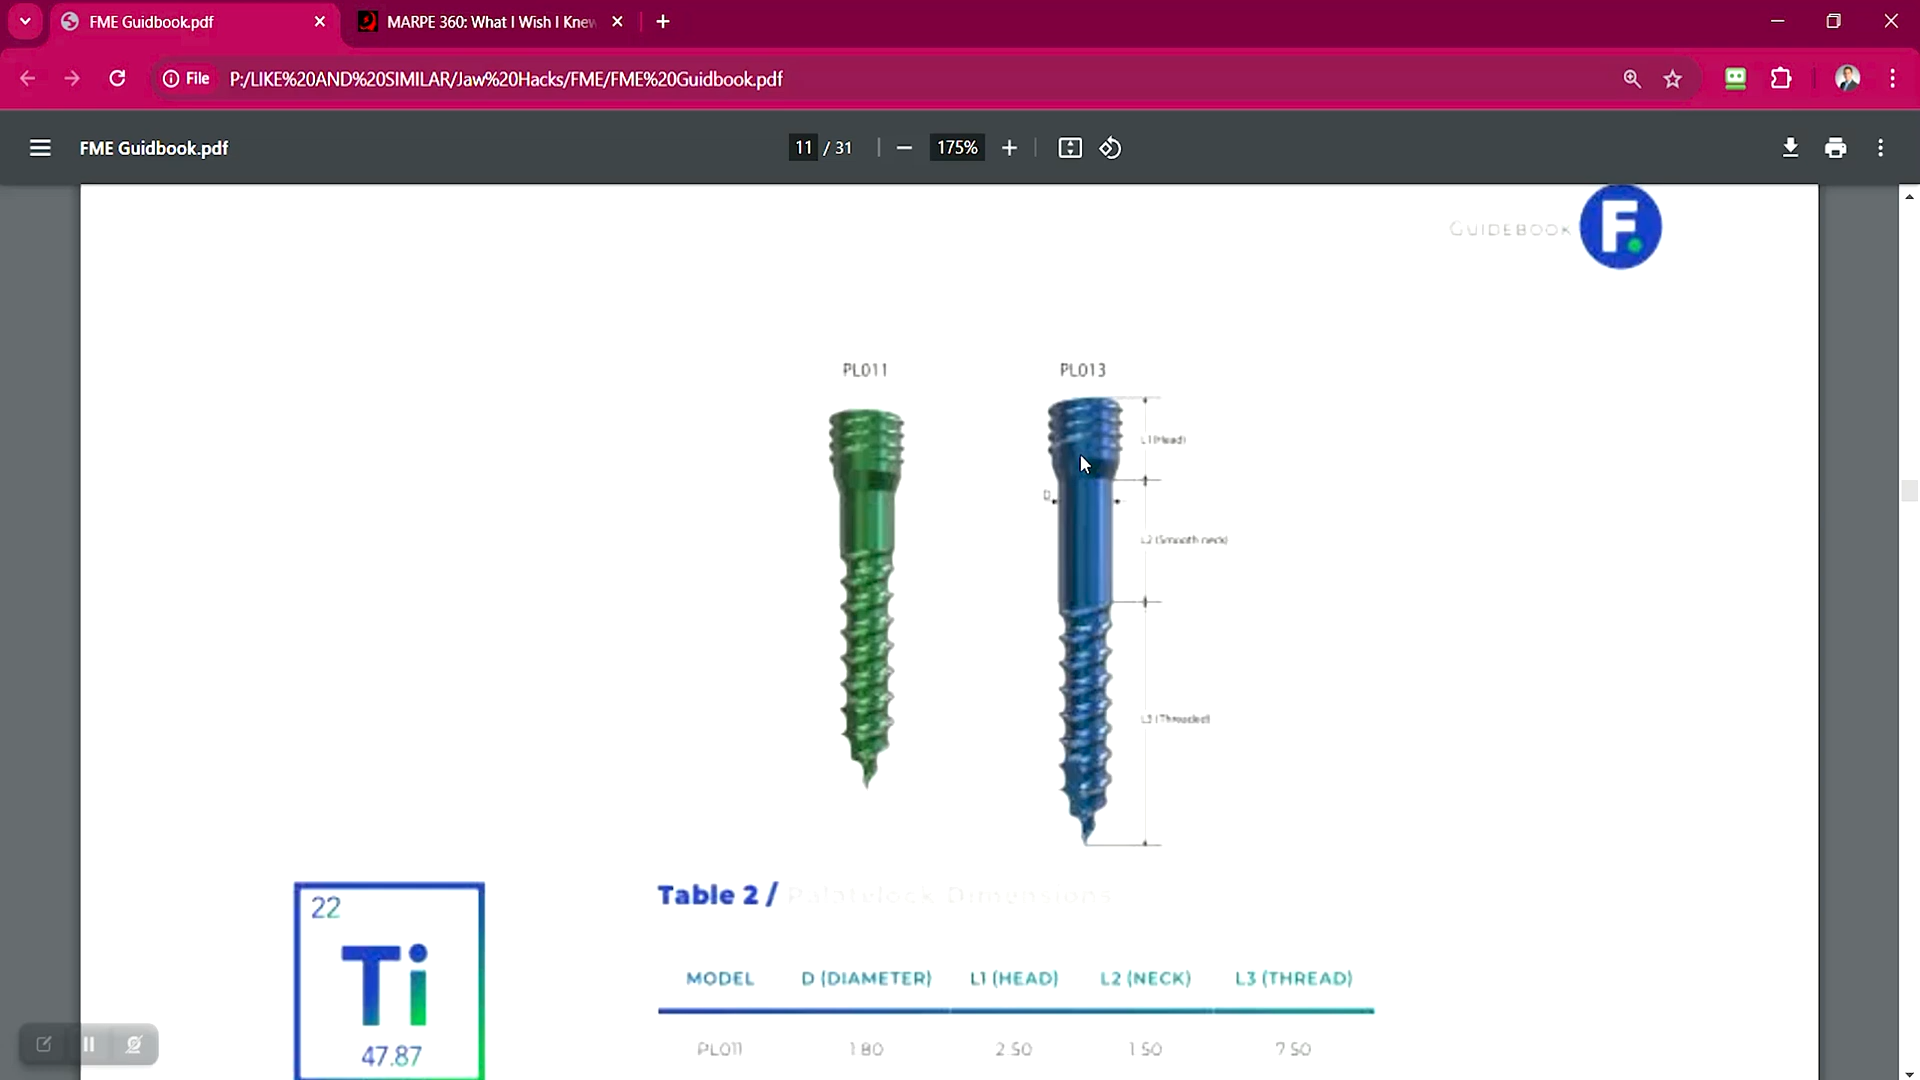 FME Guidbook.pdf
MARPE 360: What I Wish I Knew
File P:/LIKE%20AND%20SIMILAR/Jaw%20Hacks/FME/FME%20Guidbook.pdf
FME Guidbook.pdf
11 / 31
175%
GUIDEBOOK F.
PL011 PL013
L1 (Head)
D
L2 (Smooth neck)
L3 (Threaded)
Table 2 / Palatelock Dimensions
22
Ti
47.87
MODEL D (DIAMETER) L1 (HEAD) L2 (NECK) L3 (THREAD)
PL011 1.80 2.50 1.50 7.50